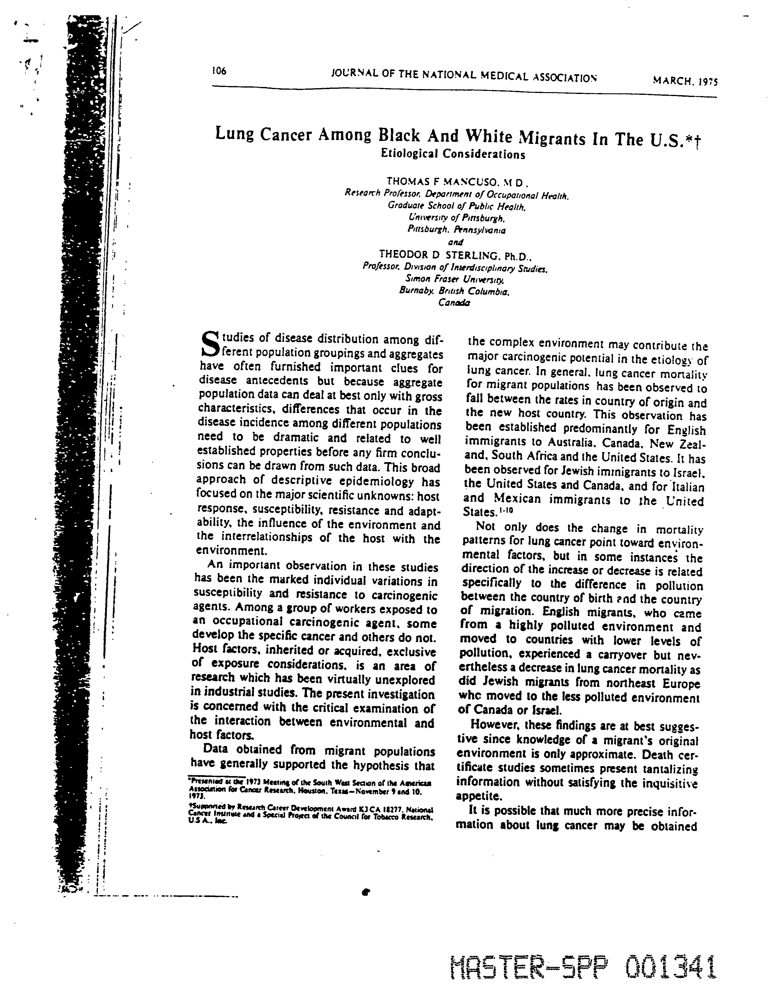 106
JOURNAL OF THE NATIONAL MEDICAL ASSOCIATION
MARCH, 1975
Lung Cancer Among Black And White Migrants In The U.S.*†
Etiological Considerations
THOMAS F MANCUSO, M D,
Research Professor, Department of Occupational Health,
Graduate School of Public Health,
University of Pittsburgh,
Pittsburgh, Pennsylvania
and
THEODOR D STERLING, Ph.D.,
Professor, Division of Interdisciplinary Studies,
Simon Fraser University,
Burnaby, British Columbia,
Canada
Studies of disease distribution among dif-
ferent population groupings and aggregates
have often furnished important clues for
disease antecedents but because aggregate
population data can deal at best only with gross
characteristics, differences that occur in the
disease incidence among different populations
need to be dramatic and related to well
established properties before any firm conclu-
sions can be drawn from such data. This broad
approach of descriptive epidemiology has
focused on the major scientific unknowns: host
response, susceptibility, resistance and adapt-
ability, the influence of the environment and
the interrelationships of the host with the
environment.
An important observation in these studies
has been the marked individual variations in
susceptibility and resistance to carcinogenic
agents. Among a group of workers exposed to
an occupational carcinogenic agent, some
develop the specific cancer and others do not.
Host factors, inherited or acquired, exclusive
of exposure considerations, is an area of
research which has been virtually unexplored
in industrial studies. The present investigation
is concerned with the critical examination of
the interaction between environmental and
host factors.
Data obtained from migrant populations
have generally supported the hypothesis that
*Presented at the 1973 Meeting of the South West Section of the American
Association for Cancer Research, Houston, Texas—November 9 and 10,
1973.
†Supported by Research Career Development Award K3 CA 18277, National
Cancer Institute and a Special Project of the Council for Tobacco Research,
U.S A., Inc.
the complex environment may contribute the
major carcinogenic potential in the etiology of
lung cancer. In general, lung cancer mortality
for migrant populations has been observed to
fall between the rates in country of origin and
the new host country. This observation has
been established predominantly for English
immigrants to Australia, Canada, New Zeal-
and, South Africa and the United States. It has
been observed for Jewish immigrants to Israel,
the United States and Canada, and for Italian
and Mexican immigrants to the United
States.1-10
Not only does the change in mortality
patterns for lung cancer point toward environ-
mental factors, but in some instances the
direction of the increase or decrease is related
specifically to the difference in pollution
between the country of birth and the country
of migration. English migrants, who came
from a highly polluted environment and
moved to countries with lower levels of
pollution, experienced a carryover but nev-
ertheless a decrease in lung cancer mortality as
did Jewish migrants from northeast Europe
who moved to the less polluted environment
of Canada or Israel.
However, these findings are at best sugges-
tive since knowledge of a migrant's original
environment is only approximate. Death cer-
tificate studies sometimes present tantalizing
information without satisfying the inquisitive
appetite.
It is possible that much more precise infor-
mation about lung cancer may be obtained
MASTER-SPP 001341